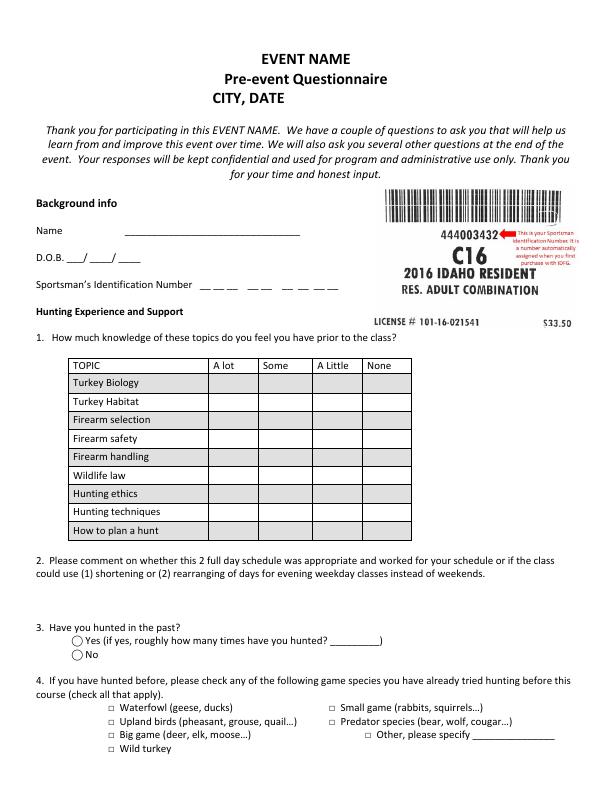 EVENT NAME
Pre-event Questionnaire
CITY, DATE
Thank you for participating in this EVENT NAME. We have a couple of questions to ask you that will help us
learn from and improve this event over time. We will also ask you several other questions at the end of the
event. Your responses will be kept confidential and used for program and administrative use only. Thank you
for your time and honest input.
Background info
Name ________________________________
D.O.B. ___/ ____/ ____
Sportsman's Identification Number __ __ __ __ __ __ __ __ __
444003432
This is your Sportsman
Identification Number. It is
a number automatically
assigned when you first
purchase with IDFG.
C16
2016 IDAHO RESIDENT
RES. ADULT COMBINATION
LICENSE # 101-16-021541 $33.50
Hunting Experience and Support
1. How much knowledge of these topics do you feel you have prior to the class?
TOPIC A lot Some A Little None
Turkey Biology
Turkey Habitat
Firearm selection
Firearm safety
Firearm handling
Wildlife law
Hunting ethics
Hunting techniques
How to plan a hunt
2. Please comment on whether this 2 full day schedule was appropriate and worked for your schedule or if the class
could use (1) shortening or (2) rearranging of days for evening weekday classes instead of weekends.
3. Have you hunted in the past?
◯ Yes (if yes, roughly how many times have you hunted? _________)
◯ No
4. If you have hunted before, please check any of the following game species you have already tried hunting before this
course (check all that apply).
□ Waterfowl (geese, ducks) □ Small game (rabbits, squirrels…)
□ Upland birds (pheasant, grouse, quail…) □ Predator species (bear, wolf, cougar…)
□ Big game (deer, elk, moose…) □ Other, please specify _______________
□ Wild turkey